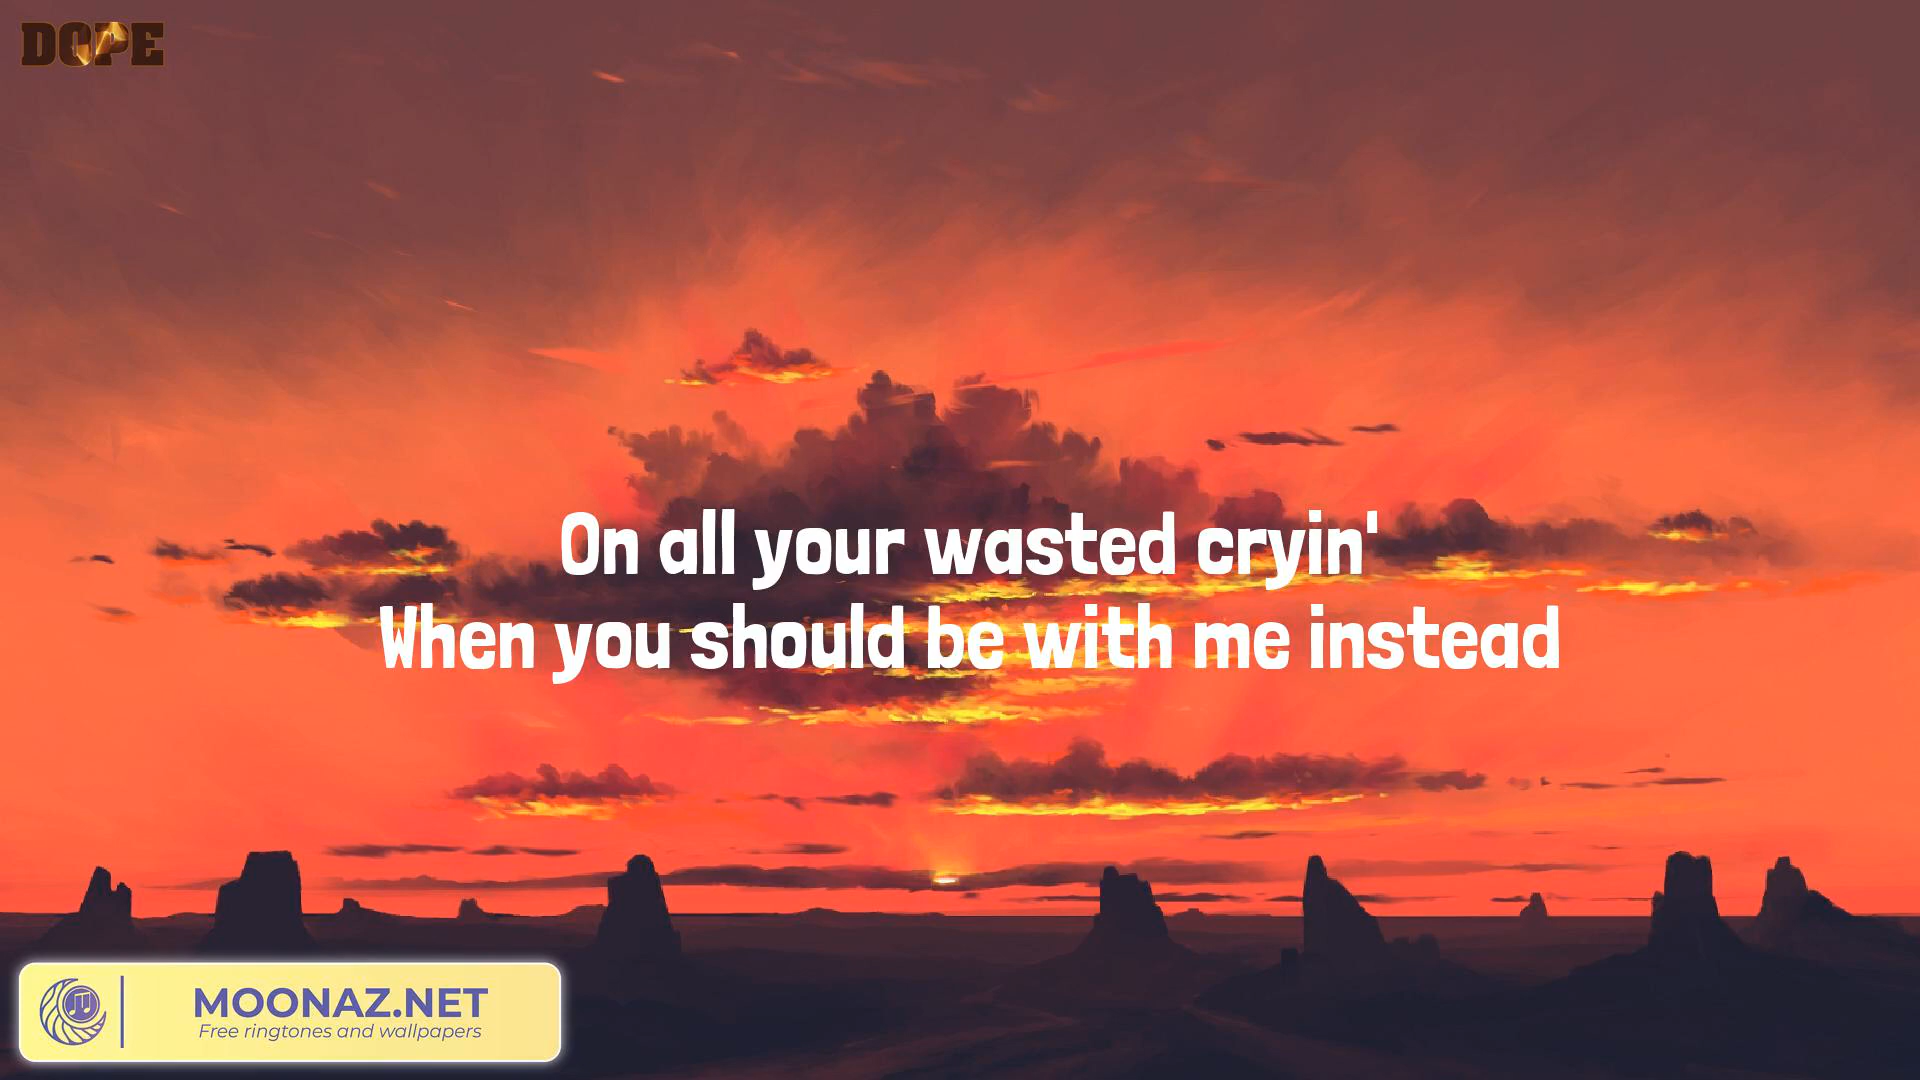 DOPE
On all your wasted cryin'
When you should be with me instead
MOONAZ.NET
Free ringtones and wallpapers